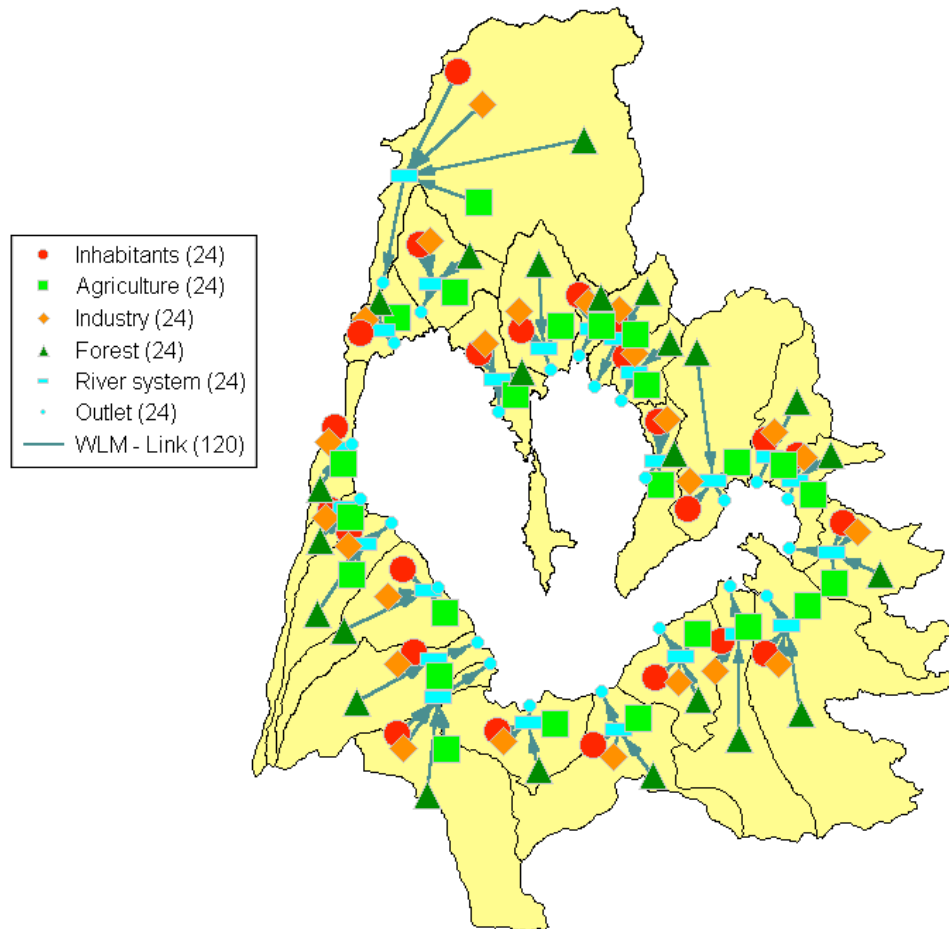 Inhabitants (24)
Agriculture (24)
Industry (24)
Forest (24)
River system (24)
Outlet (24)
WLM - Link (120)